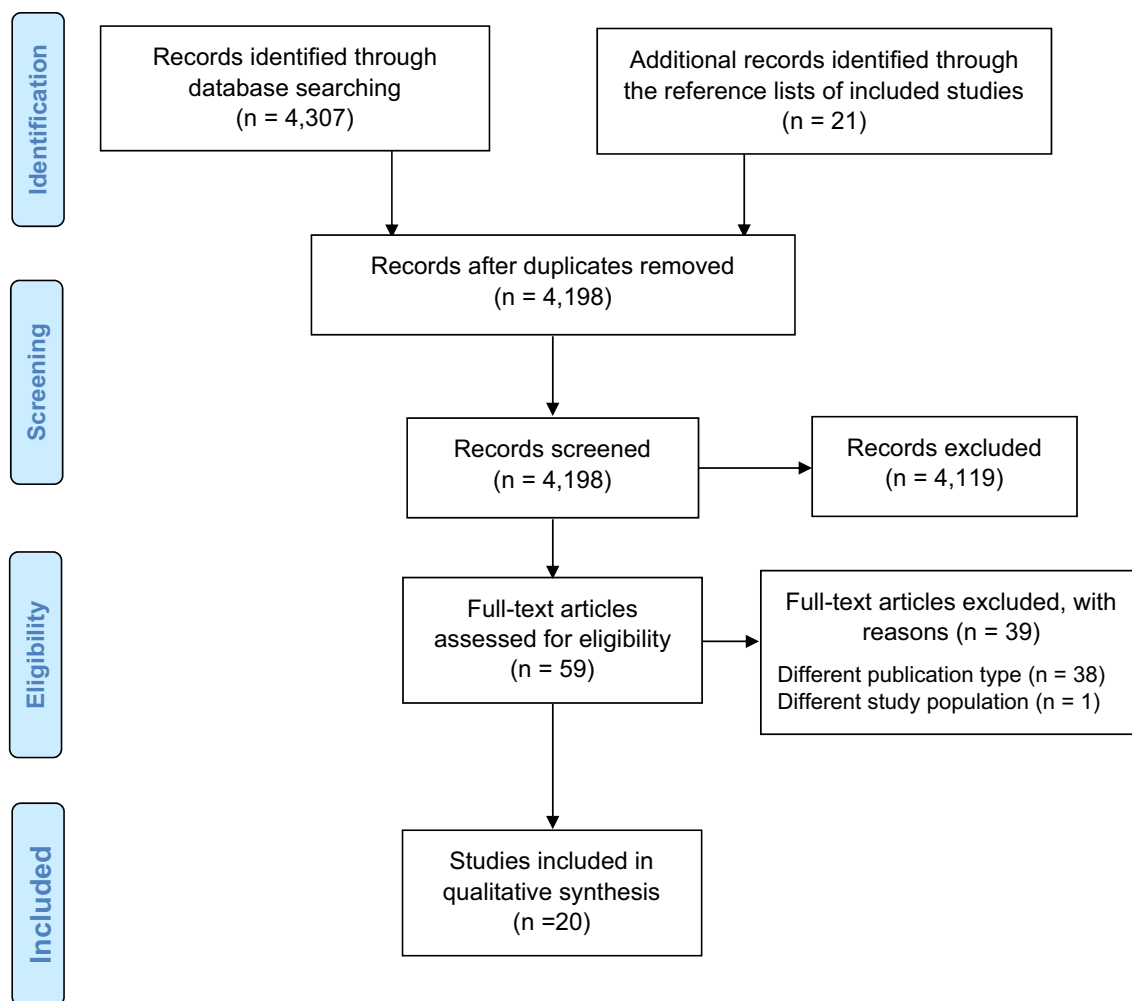 Identification
Records identified through
database searching
(n = 4,307)
Additional records identified through
the reference lists of included studies
(n = 21)
Records after duplicates removed
(n = 4,198)
Screening
Records screened
(n = 4,198)
Records excluded
(n = 4,119)
Eligibility
Full-text articles
assessed for eligibility
(n = 59)
Full-text articles excluded, with
reasons (n = 39)
Different publication type (n = 38)
Different study population (n = 1)
Included
Studies included in
qualitative synthesis
(n =20)